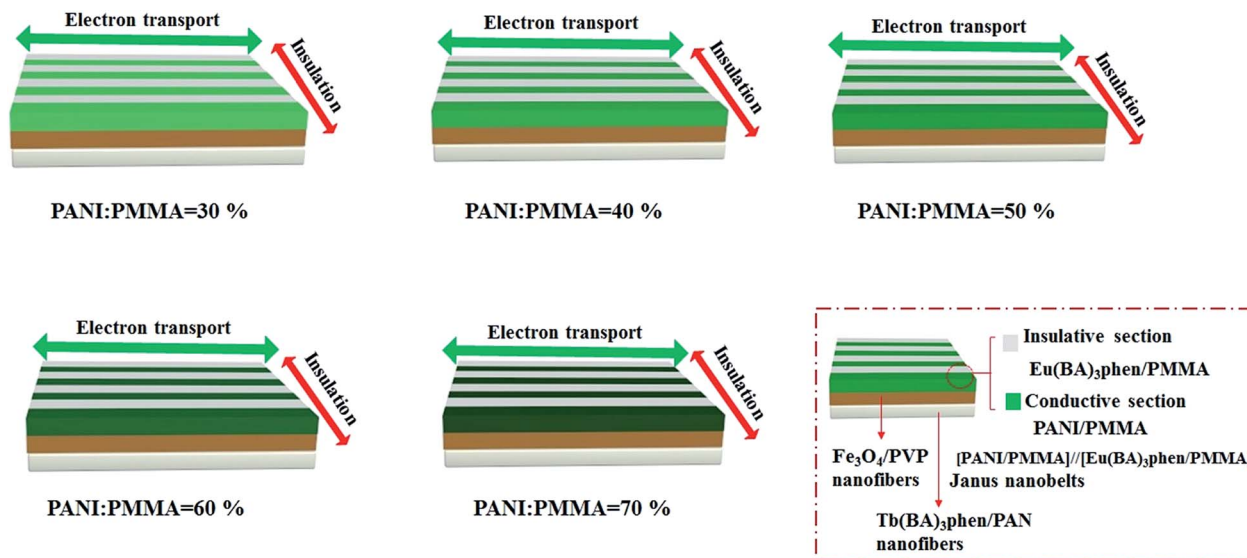 Electron transport
Insulation
PANI:PMMA=30 %
Electron transport
Insulation
PANI:PMMA=40 %
Electron transport
Insulation
PANI:PMMA=50 %
Electron transport
Insulation
PANI:PMMA=60 %
Electron transport
Insulation
PANI:PMMA=70 %
Insulative section
Eu(BA)₃phen/PMMA
Conductive section
PANI/PMMA
Fe₃O₄/PVP
nanofibers
[PANI/PMMA]//[Eu(BA)₃phen/PMMA
Janus nanobelts
Tb(BA)₃phen/PAN
nanofibers